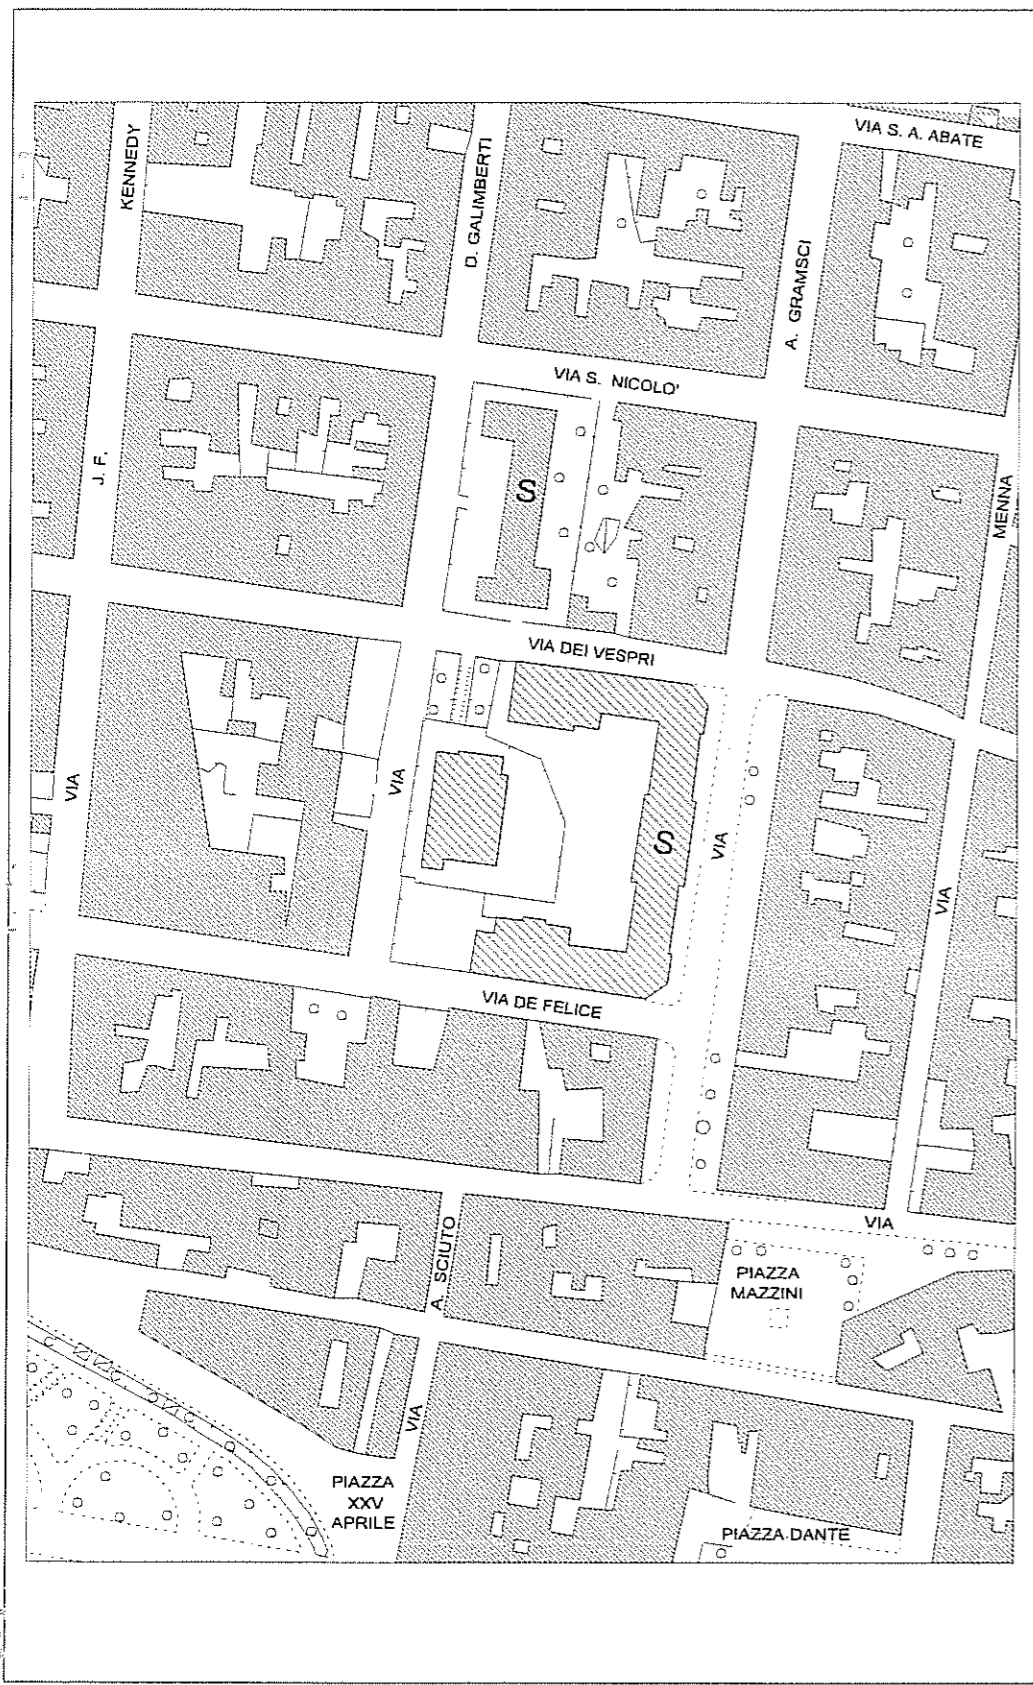 VIA S. A. ABATE
KENNEDY
D. GALIMBERTI
A. GRAMSCI
VIA S. NICOLO'
J. F.
S
MENNA
VIA DEI VESPRI
VIA
VIA
VIA
S
VIA
VIA DE FELICE
VIA
A. SCIUTO
PIAZZA
MAZZINI
VIA
PIAZZA
XXV
APRILE
PIAZZA DANTE